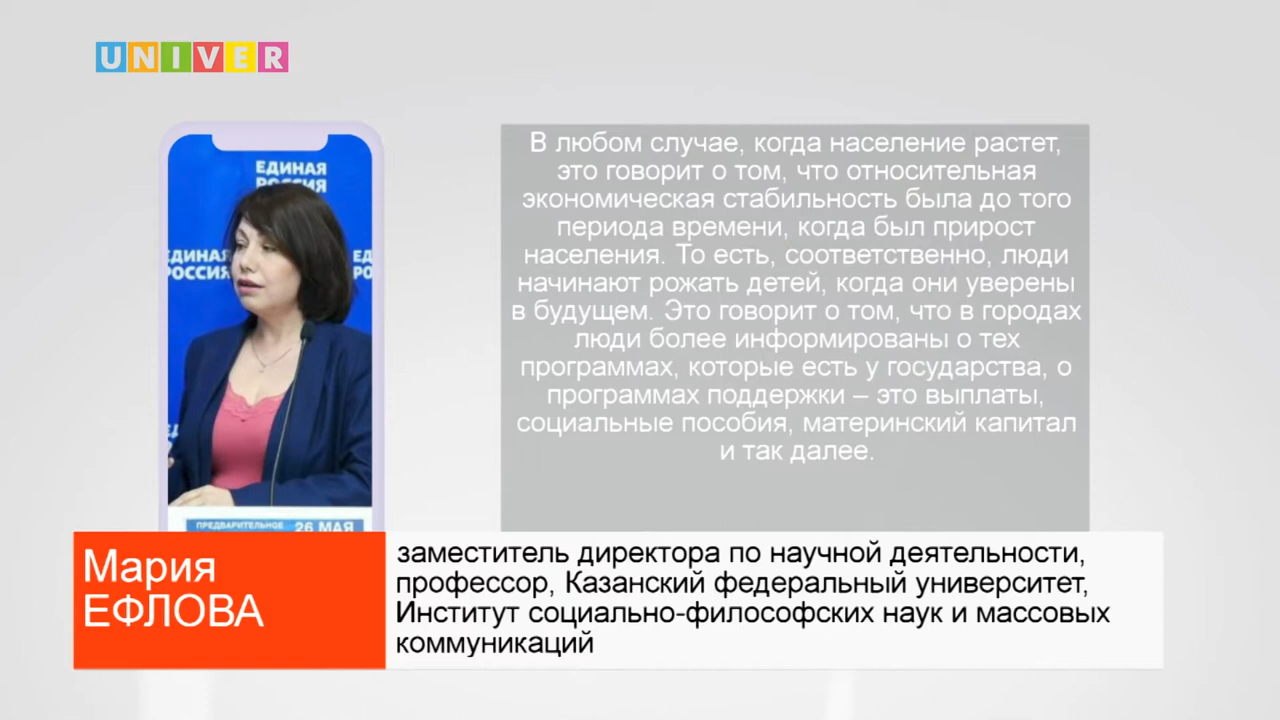 UNIVER
ЕДИНАЯ
РОССИЯ
ЕДИНАЯ
РОССИЯ
В любом случае, когда население растет,
это говорит о том, что относительная
экономическая стабильность была до того
периода времени, когда был прирост
населения. То есть, соответственно, люди
начинают рожать детей, когда они уверены
в будущем. Это говорит о том, что в городах
люди более информированы о тех
программах, которые есть у государства, о
программах поддержки – это выплаты,
социальные пособия, материнский капитал
и так далее.
ПРЕДВАРИТЕЛЬНОЕ 26 МАЯ
Мария
ЕФЛОВА
заместитель директора по научной деятельности,
профессор, Казанский федеральный университет,
Институт социально-философских наук и массовых
коммуникаций